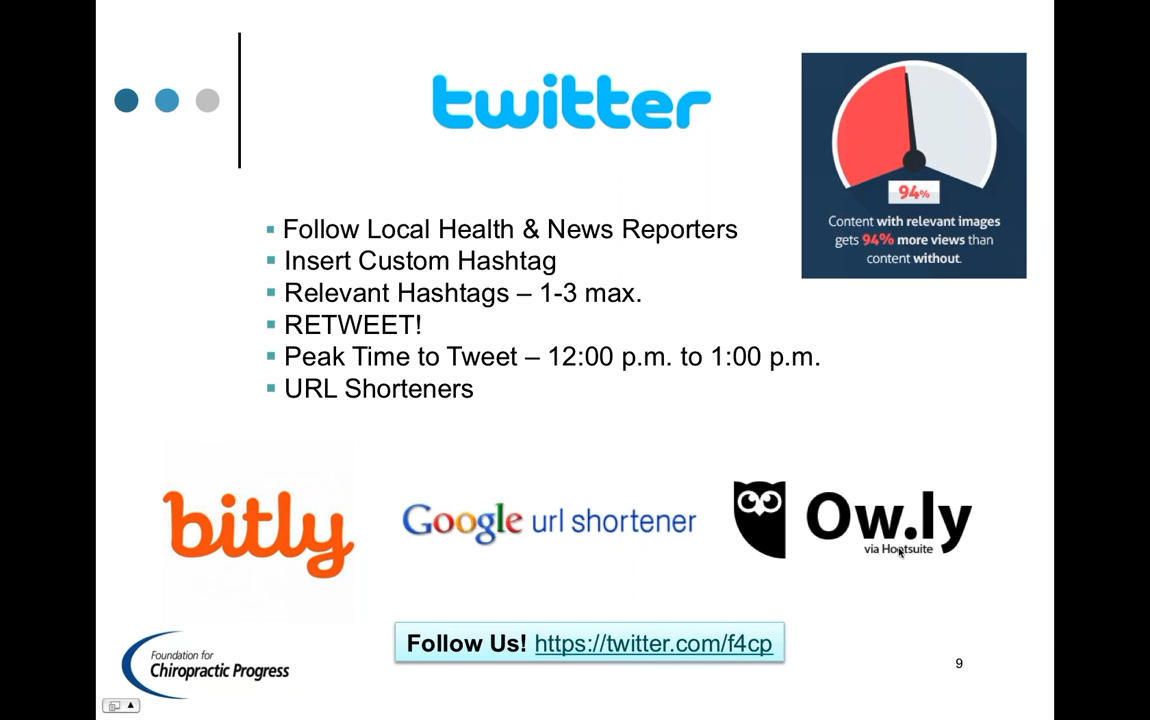 twitter
94%
Content with relevant images
gets 94% more views than
content without.
Follow Local Health & News Reporters
Insert Custom Hashtag
Relevant Hashtags – 1-3 max.
RETWEET!
Peak Time to Tweet – 12:00 p.m. to 1:00 p.m.
URL Shorteners
bitly
Google url shortener
Ow.ly
via Hootsuite
Follow Us! https://twitter.com/f4cp
Foundation for
Chiropractic Progress
9